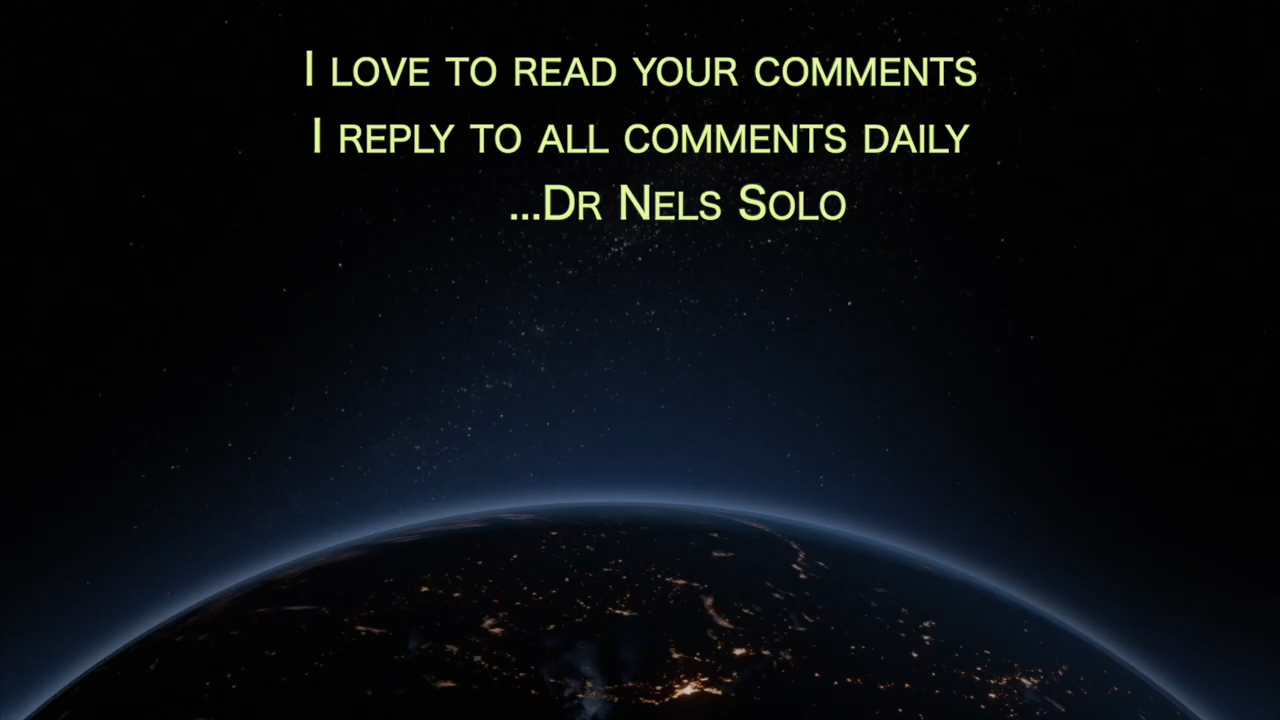 I LOVE TO READ YOUR COMMENTS
I REPLY TO ALL COMMENTS DAILY
...DR NELS SOLO